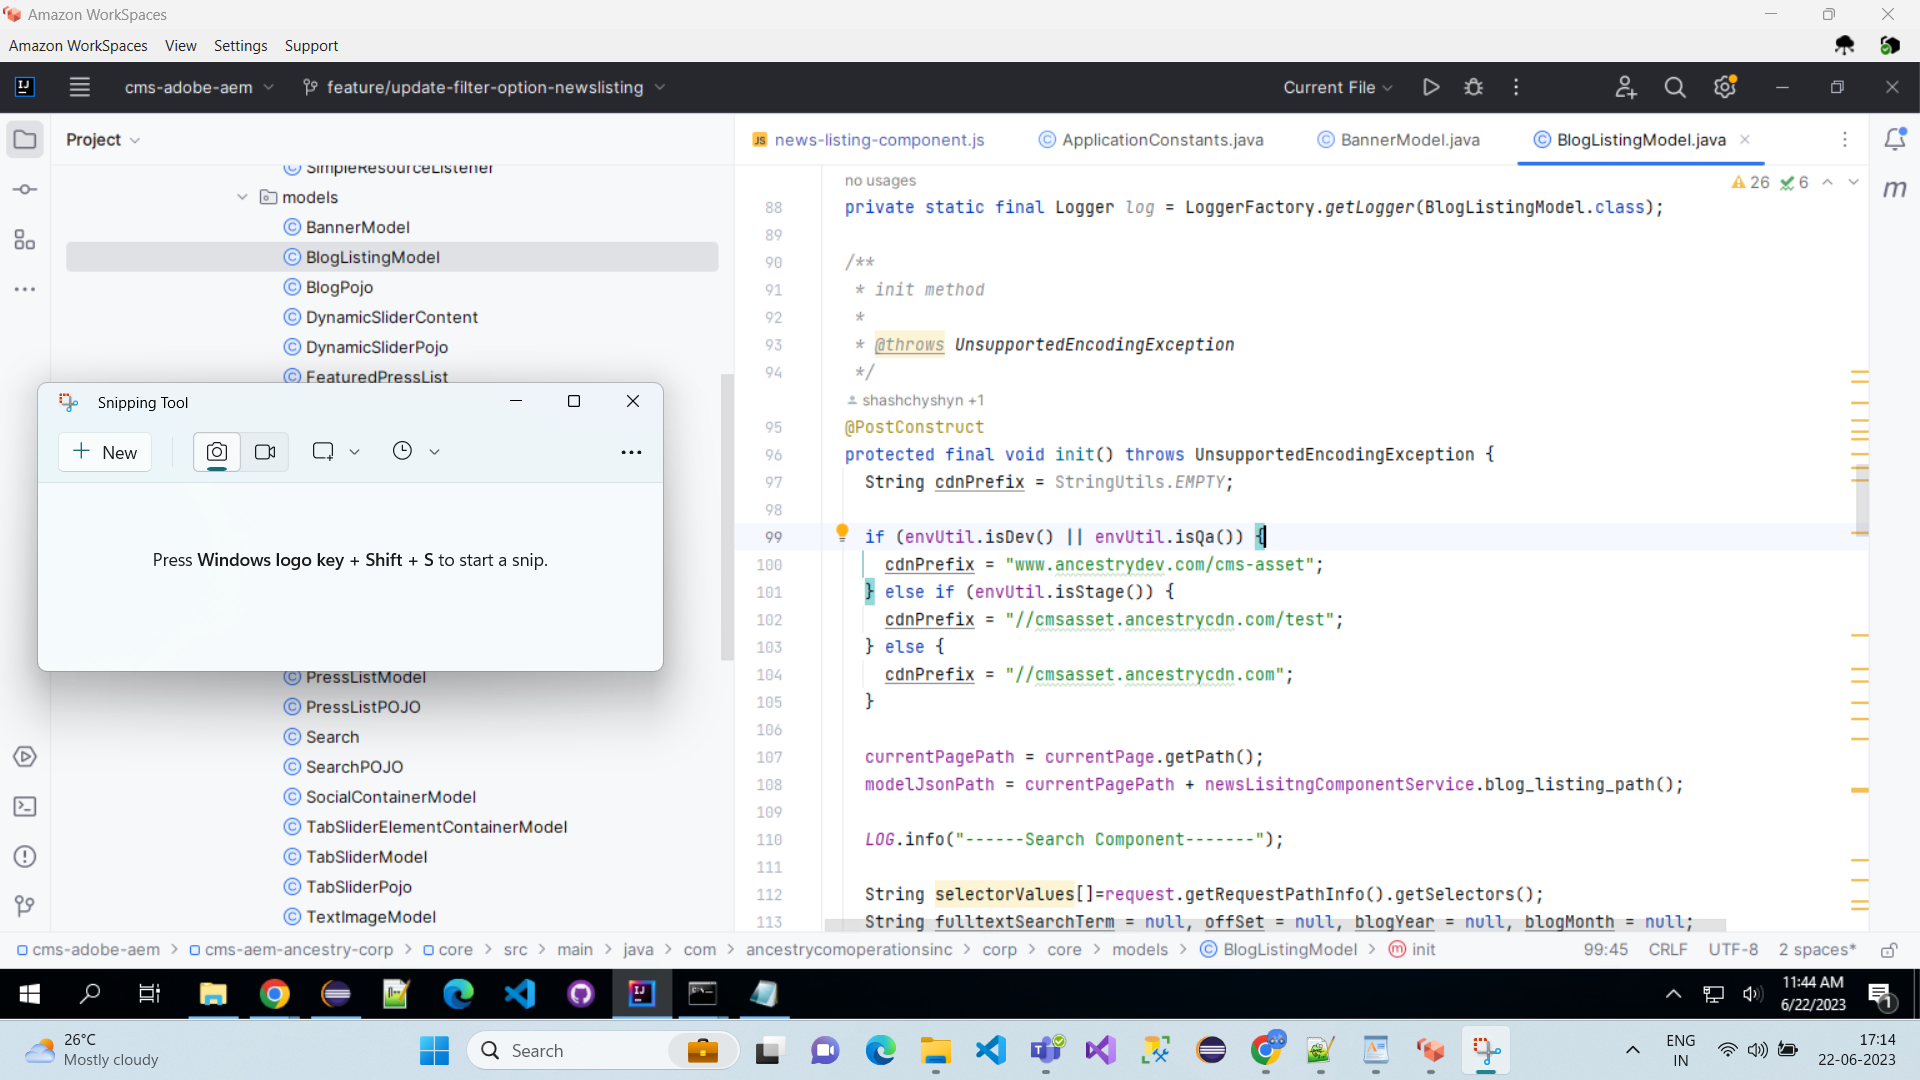 Amazon WorkSpaces
Amazon WorkSpaces View Settings Support
cms-adobe-aem feature/update-filter-option-newslisting Current File
Project
news-listing-component.js ApplicationConstants.java BannerModel.java BlogListingModel.java
SimpleResourceListener
models
BannerModel
BlogListingModel
BlogPojo
DynamicSliderContent
DynamicSliderPojo
FeaturedPressList
Snipping Tool
New
Press Windows logo key + Shift + S to start a snip.
PressListModel
PressListPOJO
Search
SearchPOJO
SocialContainerModel
TabSliderElementContainerModel
TabSliderModel
TabSliderPojo
TextImageModel
no usages
26 6
88 private static final Logger log = LoggerFactory.getLogger(BlogListingModel.class);
89
90 /**
91 * init method
92 *
93 * @throws UnsupportedEncodingException
94 */
shashchyshyn +1
95 @PostConstruct
96 protected final void init() throws UnsupportedEncodingException {
97 String cdnPrefix = StringUtils.EMPTY;
98
99 if (envUtil.isDev() || envUtil.isQa()) {
100 cdnPrefix = "www.ancestrydev.com/cms-asset";
101 } else if (envUtil.isStage()) {
102 cdnPrefix = "//cmsasset.ancestrycdn.com/test";
103 } else {
104 cdnPrefix = "//cmsasset.ancestrycdn.com";
105 }
106
107 currentPagePath = currentPage.getPath();
108 modelJsonPath = currentPagePath + newsLisitngComponentService.blog_listing_path();
109
110 LOG.info("------Search Component-------");
111
112 String selectorValues[]=request.getRequestPathInfo().getSelectors();
113 String fulltextSearchTerm = null, offSet = null, blogYear = null, blogMonth = null;
cms-adobe-aem > cms-aem-ancestry-corp > core > src > main > java > com > ancestrycomoperationsinc > corp > core > models > BlogListingModel > init 99:45 CRLF UTF-8 2 spaces*
11:44 AM
6/22/2023
1
26°C
Mostly cloudy
Search
ENG
IN
17:14
22-06-2023